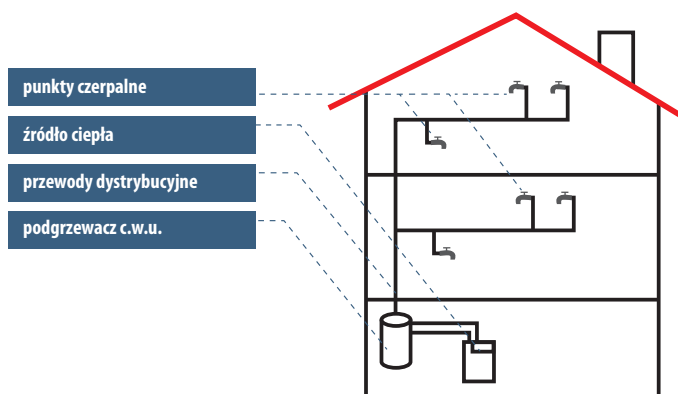 punkty czerpalne
źródło ciepła
przewody dystrybucyjne
podgrzewacz c.w.u.